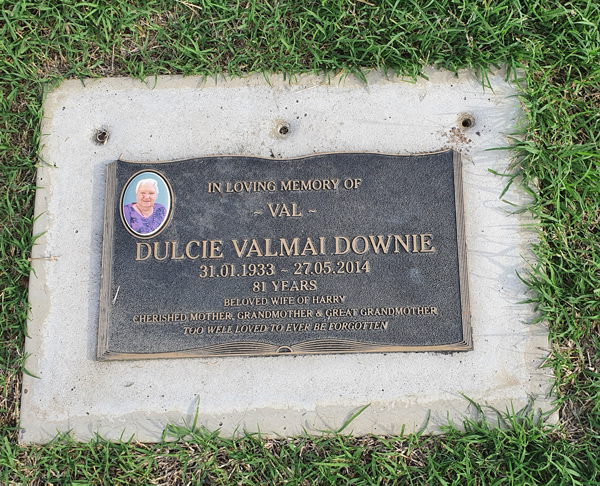 IN LOVING MEMORY OF
~ VAL ~
DULCIE VALMAI DOWNIE
31.01.1933 ~ 27.05.2014
81 YEARS
BELOVED WIFE OF HARRY
CHERISHED MOTHER, GRANDMOTHER & GREAT GRANDMOTHER
TOO WELL LOVED TO EVER BE FORGOTTEN